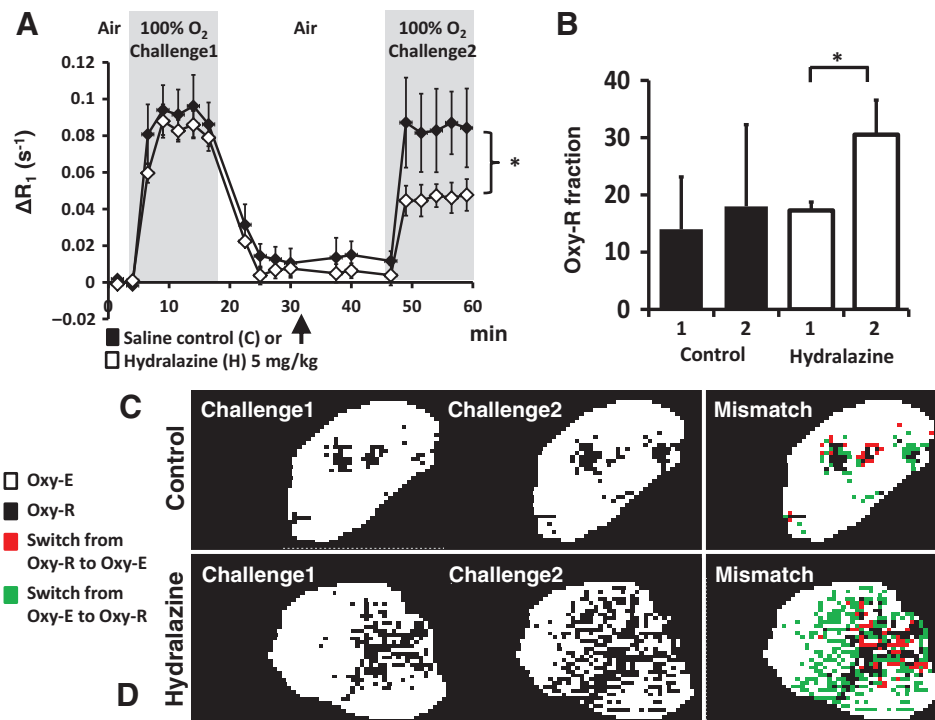 A
Air
100% O2
Challenge1
Air
100% O2
Challenge2
0.12
0.1
0.08
0.06
0.04
0.02
0
−0.02
ΔR1 (s-1)
*
0
10
20
30
40
50
60
min
Saline control (C) or
Hydralazine (H) 5 mg/kg
B
*
40
30
20
10
0
Oxy-R fraction
1
2
1
2
Control
Hydralazine
C
Control
Challenge1
Challenge2
Mismatch
Oxy-E
Oxy-R
Switch from
Oxy-R to Oxy-E
Switch from
Oxy-E to Oxy-R
D
Hydralazine
Challenge1
Challenge2
Mismatch